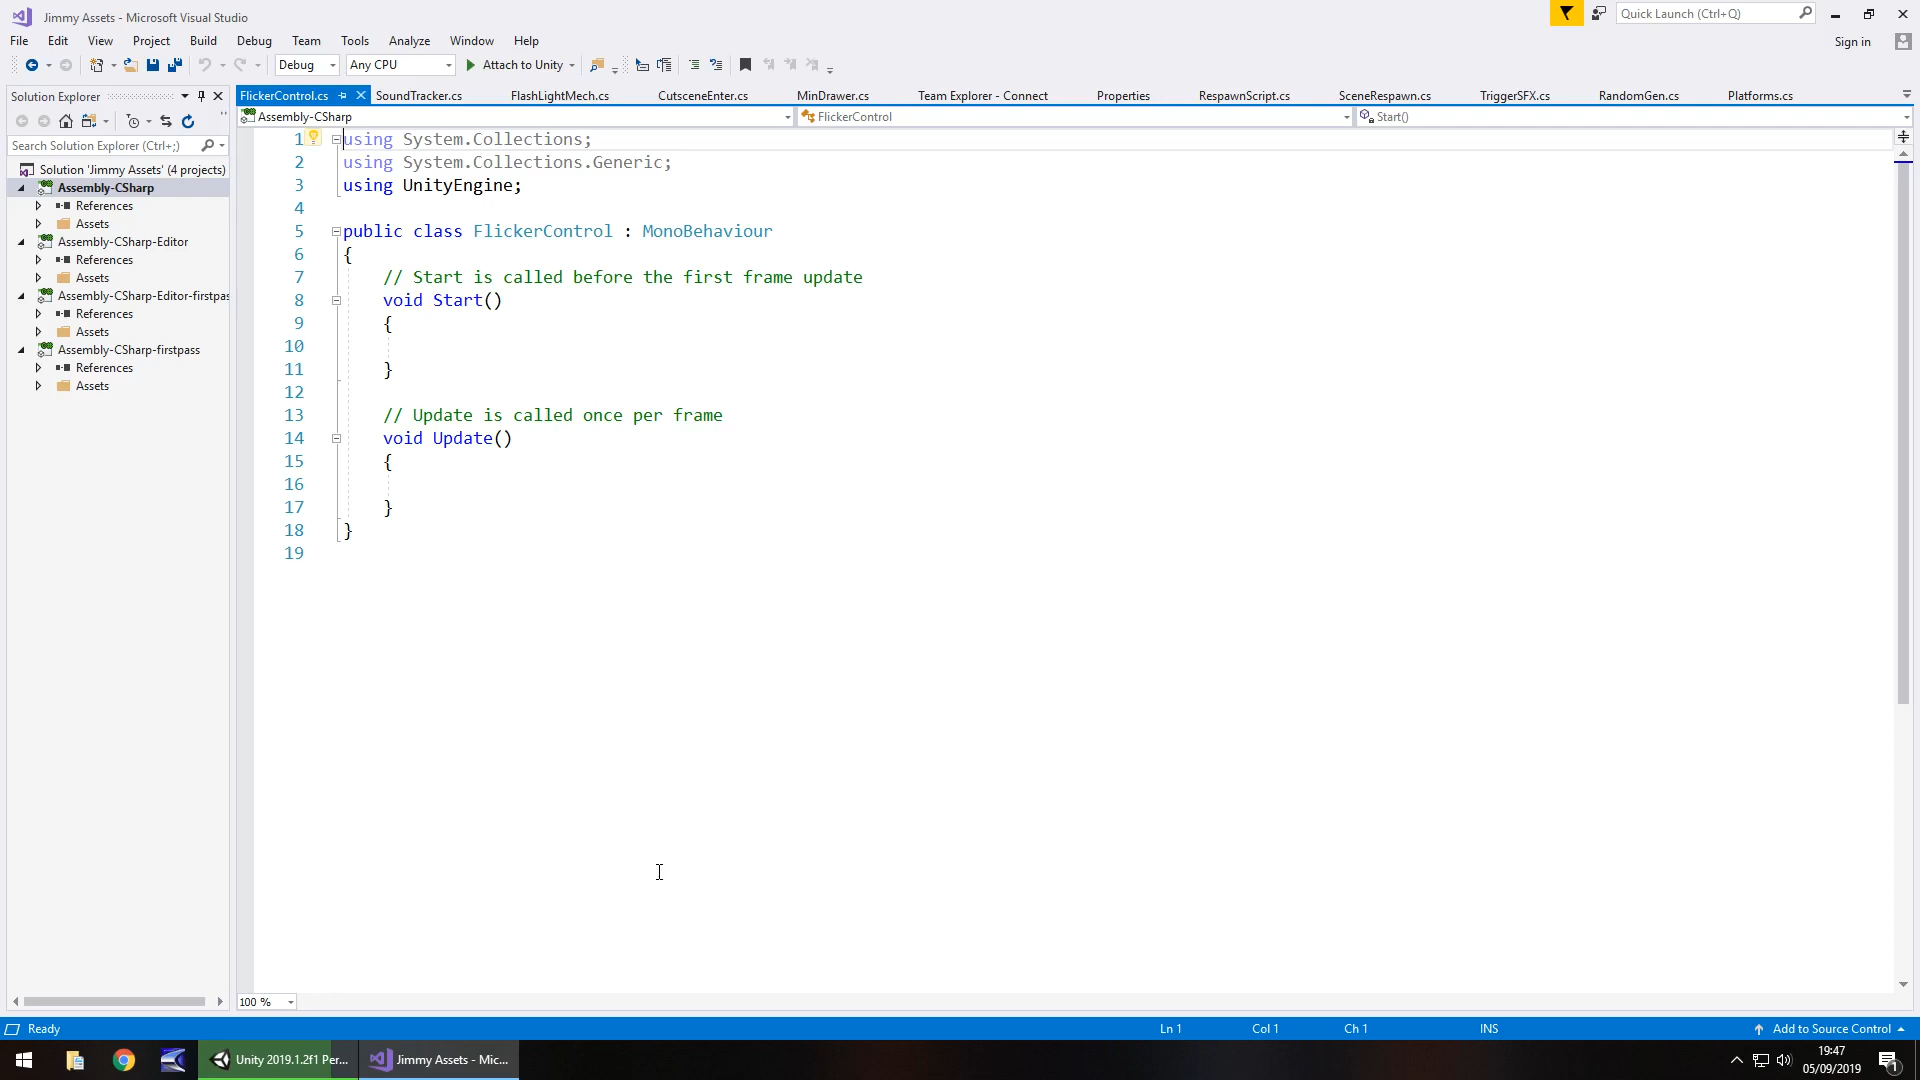 Jimmy Assets - Microsoft Visual Studio
Quick Launch (Ctrl+Q)
File Edit View Project Build Debug Team Tools Analyze Window Help
Sign in
Debug Any CPU Attach to Unity
Solution Explorer
FlickerControl.cs SoundTracker.cs FlashLightMech.cs CutsceneEnter.cs MinDrawer.cs Team Explorer - Connect Properties RespawnScript.cs SceneRespawn.cs TriggerSFX.cs RandomGen.cs Platforms.cs
Assembly-CSharp FlickerControl Start()
Search Solution Explorer (Ctrl+;)
Solution 'Jimmy Assets' (4 projects)
Assembly-CSharp
References
Assets
Assembly-CSharp-Editor
References
Assets
Assembly-CSharp-Editor-firstpas
References
Assets
Assembly-CSharp-firstpass
References
Assets
1 using System.Collections;
2 using System.Collections.Generic;
3 using UnityEngine;
4
5 public class FlickerControl : MonoBehaviour
6 {
7 // Start is called before the first frame update
8 void Start()
9 {
10
11 }
12
13 // Update is called once per frame
14 void Update()
15 {
16
17 }
18 }
19
100 %
Ready Ln 1 Col 1 Ch 1 INS Add to Source Control
Unity 2019.1.2f1 Per... Jimmy Assets - Mic...
19:47
05/09/2019
1